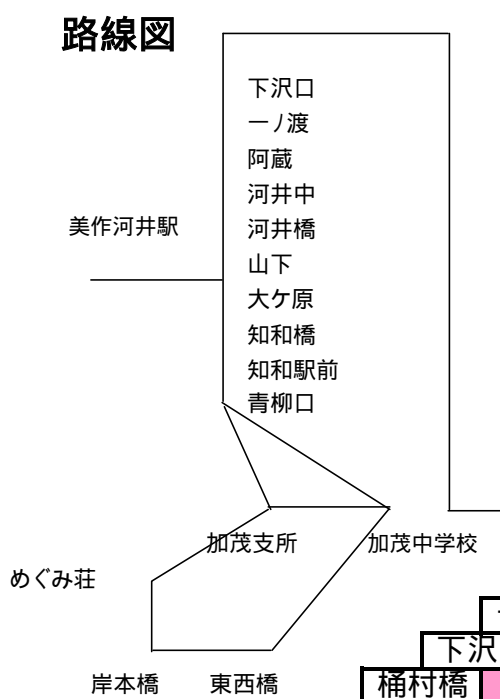 路線図
下沢口
一ノ渡
阿蔵
河井中
河井橋
美作河井駅
山下
大ケ原
知和橋
知和駅前
青柳口
加茂支所
加茂中学校
めぐみ荘
下沢
岸本橋
東西橋
桶村橋